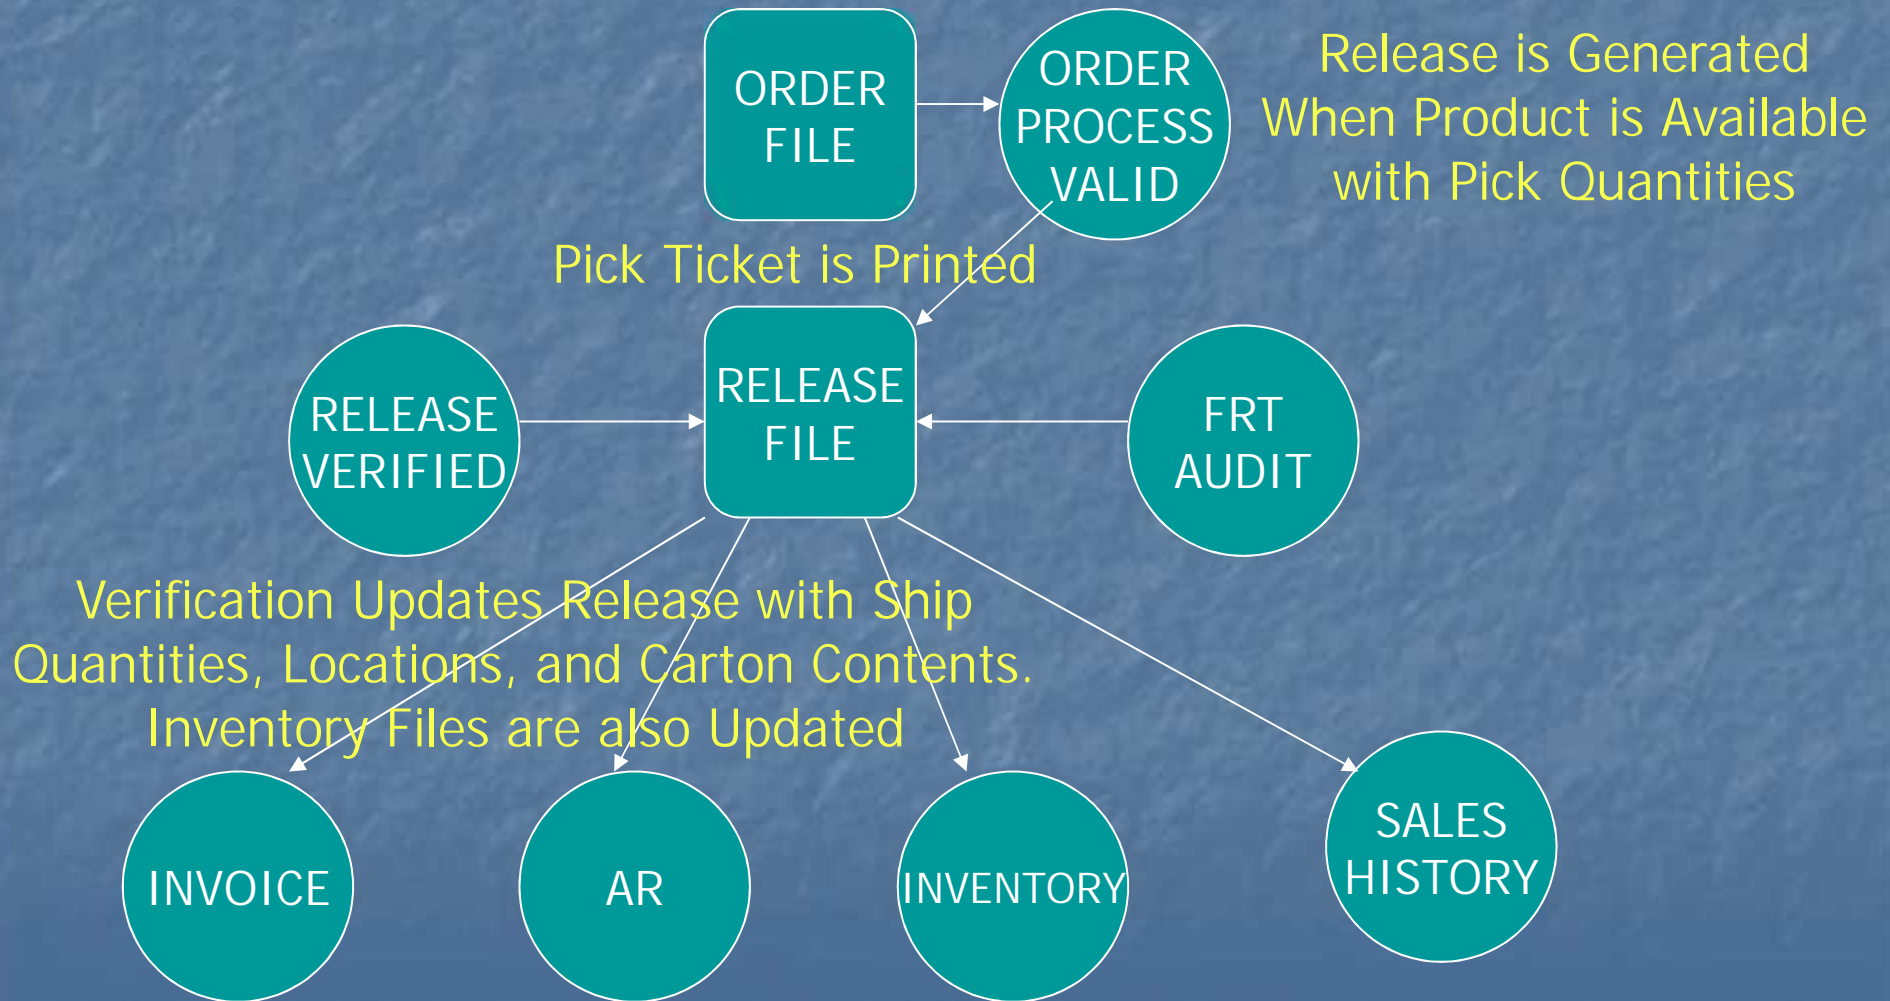 ORDER
FILE
ORDER
PROCESS
VALID
Release is Generated
When Product is Available
with Pick Quantities
Pick Ticket is Printed
RELEASE
VERIFIED
RELEASE
FILE
FRT
AUDIT
Verification Updates Release with Ship
Quantities, Locations, and Carton Contents.
Inventory Files are also Updated
INVOICE
AR
INVENTORY
SALES
HISTORY